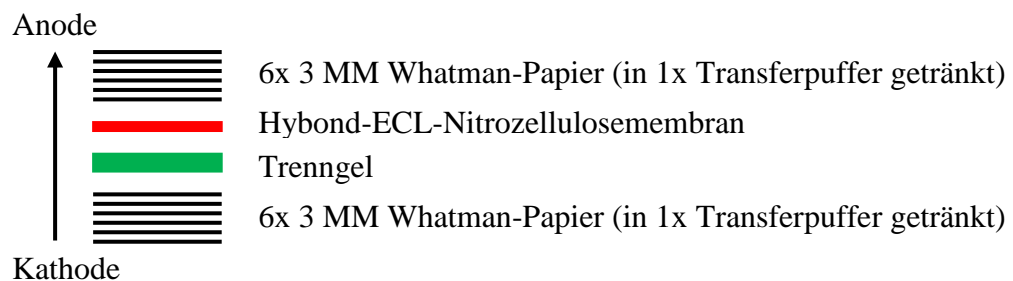 Anode
6x 3 MM Whatman-Papier (in 1x Transferpuffer getränkt)
Hybond-ECL-Nitrozellulosemembran
Trenngel
6x 3 MM Whatman-Papier (in 1x Transferpuffer getränkt)
Kathode